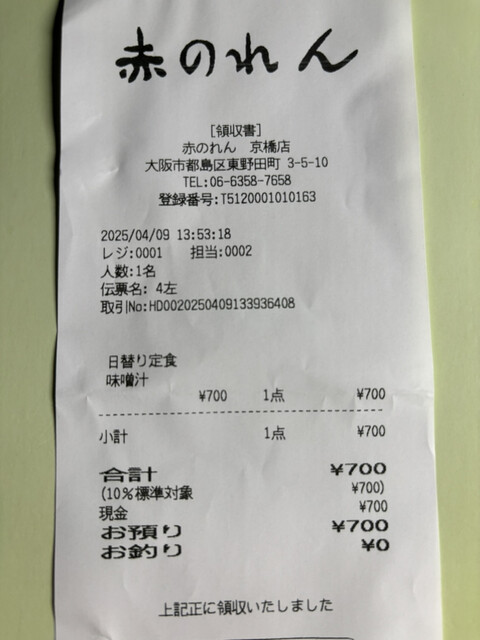 赤のれん
[領収書]
赤のれん 京橋店
大阪市都島区東野田町 3-5-10
TEL:06-6358-7658
登録番号:T5120001010163
2025/04/09 13:53:18
レジ:0001 担当:0002
人数:1名
伝票名: 4左
取引No:HD0020250409133936408
日替り定食
味噌汁
¥700 1点 ¥700
小計 1点 ¥700
合計 ¥700
(10%標準対象 ¥700)
現金 ¥700
お預り ¥700
お釣り ¥0
上記正に領収いたしました